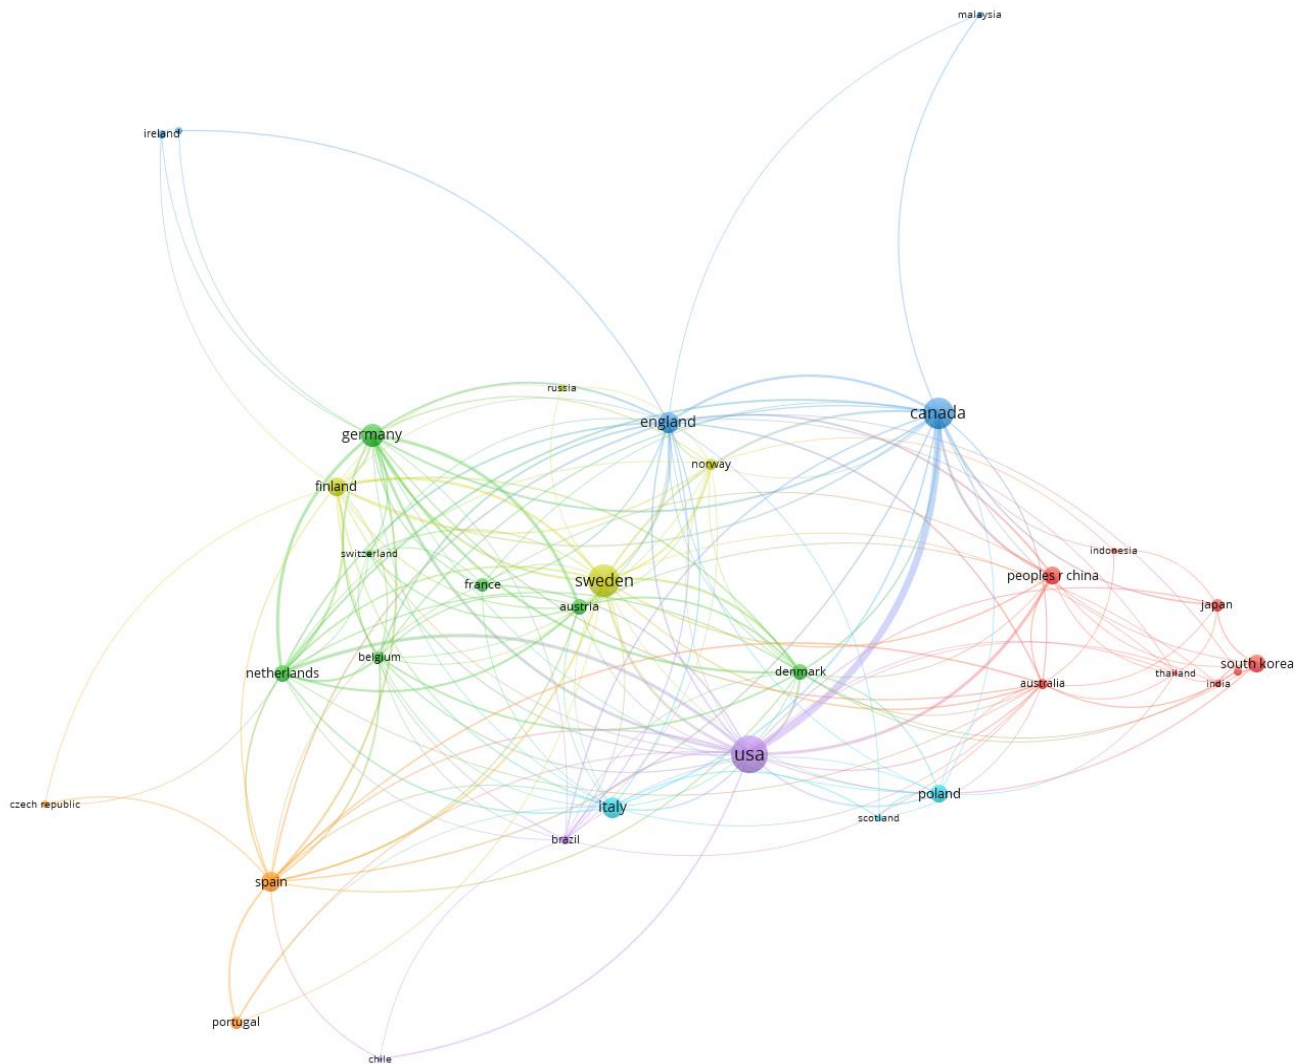 malaysia
ireland
russia
canada
england
germany
norway
finland
switzerland
indonesia
peoples r china
sweden
france
austria
japan
belgium
south korea
netherlands
denmark
thailand
australia
india
usa
poland
czech republic
italy
scotland
brazil
spain
portugal
chile